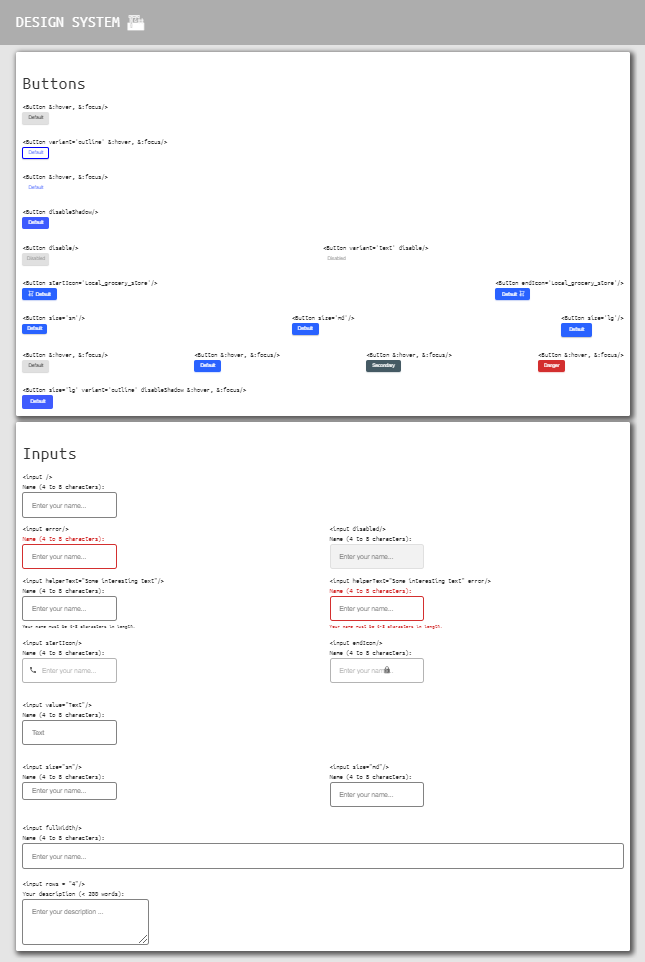 DESIGN SYSTEM
Buttons
<Button &:hover, &:focus/>
Default
<Button variant='outline' &:hover, &:focus/>
Default
<Button &:hover, &:focus/>
Default
<Button disableShadow/>
Default
<Button disable/> <Button variant='text' disable/>
Disabled Disabled
<Button startIcon='Local_grocery_store'/> <Button endIcon='Local_grocery_store'/>
Default Default
<Button size='sm'/> <Button size='md'/> <Button size='lg'/>
Default Default Default
<Button &:hover, &:focus/> <Button &:hover, &:focus/> <Button &:hover, &:focus/> <Button &:hover, &:focus/>
Default Default Secondary Danger
<Button size='lg' variant='outline' disableShadow &:hover, &:focus/>
Default
Inputs
<input />
Name (4 to 8 characters):
Enter your name...
<input error/> <input disabled/>
Name (4 to 8 characters): Name (4 to 8 characters):
Enter your name... Enter your name...
<input helperText="Some interesting text"/> <input helperText="Some interesting text" error/>
Name (4 to 8 characters): Name (4 to 8 characters):
Enter your name... Enter your name...
Your name must be 4-8 characters in length. Your name must be 4-8 characters in length.
<input startIcon/> <input endIcon/>
Name (4 to 8 characters): Name (4 to 8 characters):
Enter your name... Enter your name...
<input value="Text"/>
Name (4 to 8 characters):
Text
<input size="sm"/> <input size="md"/>
Name (4 to 8 characters): Name (4 to 8 characters):
Enter your name... Enter your name...
<input fullWidth/>
Name (4 to 8 characters):
Enter your name...
<input rows = "4"/>
Your description (< 200 words):
Enter your description ...